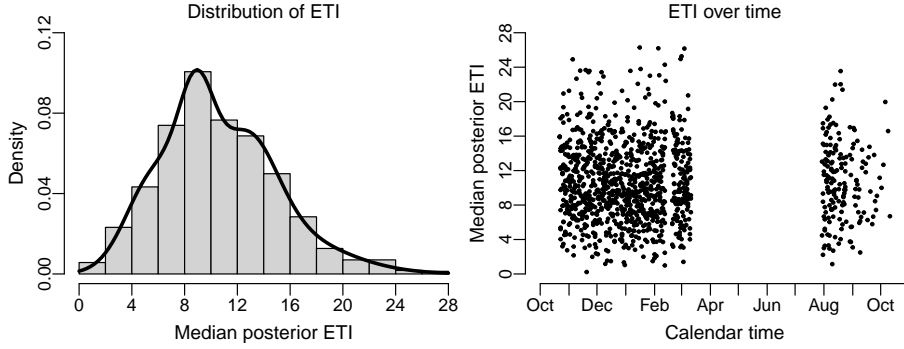 Distribution of ETI
0.12
0.08
0.04
0.00
Density
0
4
8
12
16
20
24
28
Median posterior ETI
ETI over time
28
24
20
16
12
8
4
0
Median posterior ETI
Oct
Dec
Feb
Apr
Jun
Aug
Oct
Calendar time